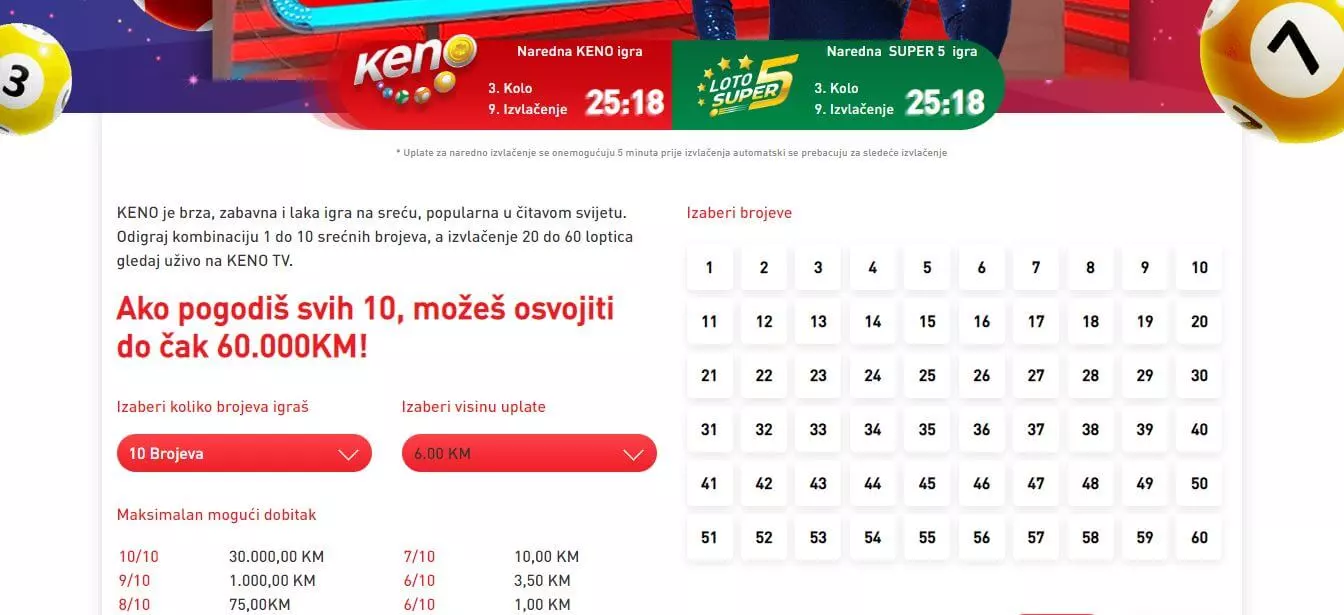 3
7
7
KENO
Naredna KENO igra
3. Kolo
9. Izvlačenje
25:18
LOTO
SUPER 5
Naredna SUPER 5 igra
3. Kolo
9. Izvlačenje
25:18
* Uplate za naredno izvlačenje se onemogućuju 5 minuta prije izvlačenja automatski se prebacuju za sledeće izvlačenje
KENO je brza, zabavna i laka igra na sreću, popularna u čitavom svijetu.
Odigraj kombinaciju 1 do 10 srećnih brojeva, a izvlačenje 20 do 60 loptica
gledaj uživo na KENO TV.
Ako pogodiš svih 10, možeš osvojiti
do čak 60.000KM!
Izaberi koliko brojeva igraš
10 Brojeva
Izaberi visinu uplate
6.00 KM
Maksimalan mogući dobitak
10/10 30.000,00 KM
9/10 1.000,00 KM
8/10 75,00KM
7/10 10,00 KM
6/10 3,50 KM
6/10 1,00 KM
Izaberi brojeve
1 2 3 4 5 6 7 8 9 10
11 12 13 14 15 16 17 18 19 20
21 22 23 24 25 26 27 28 29 30
31 32 33 34 35 36 37 38 39 40
41 42 43 44 45 46 47 48 49 50
51 52 53 54 55 56 57 58 59 60